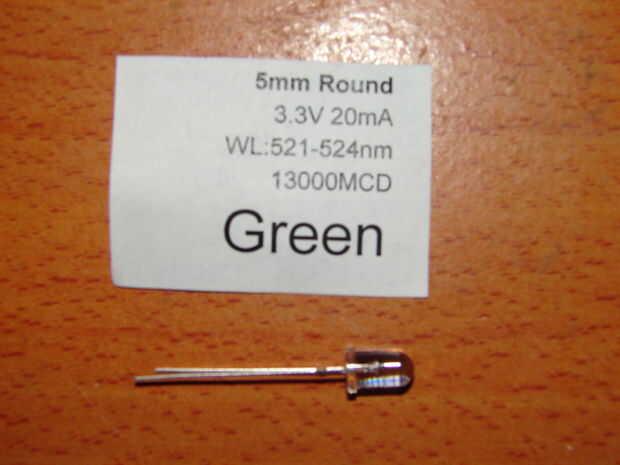 5mm Round
3.3V 20mA
WL:521-524nm
13000MCD
Green